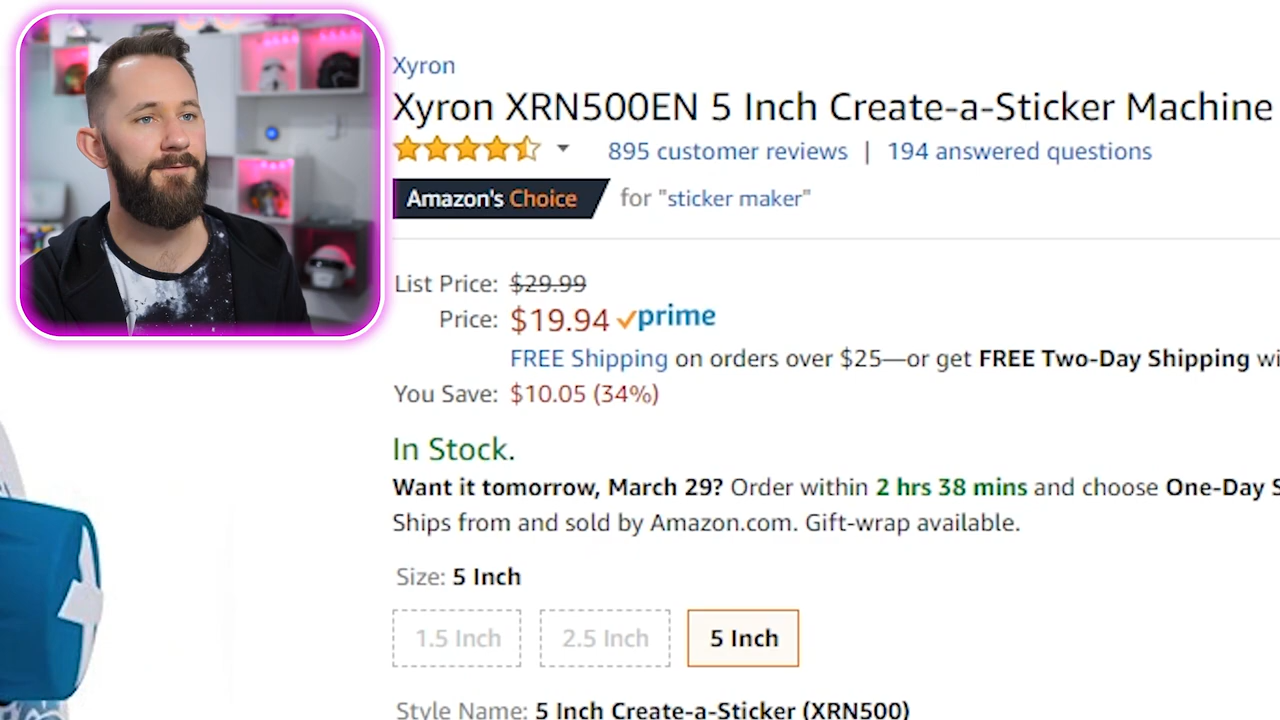 Xyron
Xyron XRN500EN 5 Inch Create-a-Sticker Machine
895 customer reviews | 194 answered questions
Amazon's Choice for "sticker maker"
List Price: $29.99
Price: $19.94 prime
FREE Shipping on orders over $25—or get FREE Two-Day Shipping wi
You Save: $10.05 (34%)
In Stock.
Want it tomorrow, March 29? Order within 2 hrs 38 mins and choose One-Day S
Ships from and sold by Amazon.com. Gift-wrap available.
Size: 5 Inch
1.5 Inch 2.5 Inch 5 Inch
Style Name: 5 Inch Create-a-Sticker (XRN500)